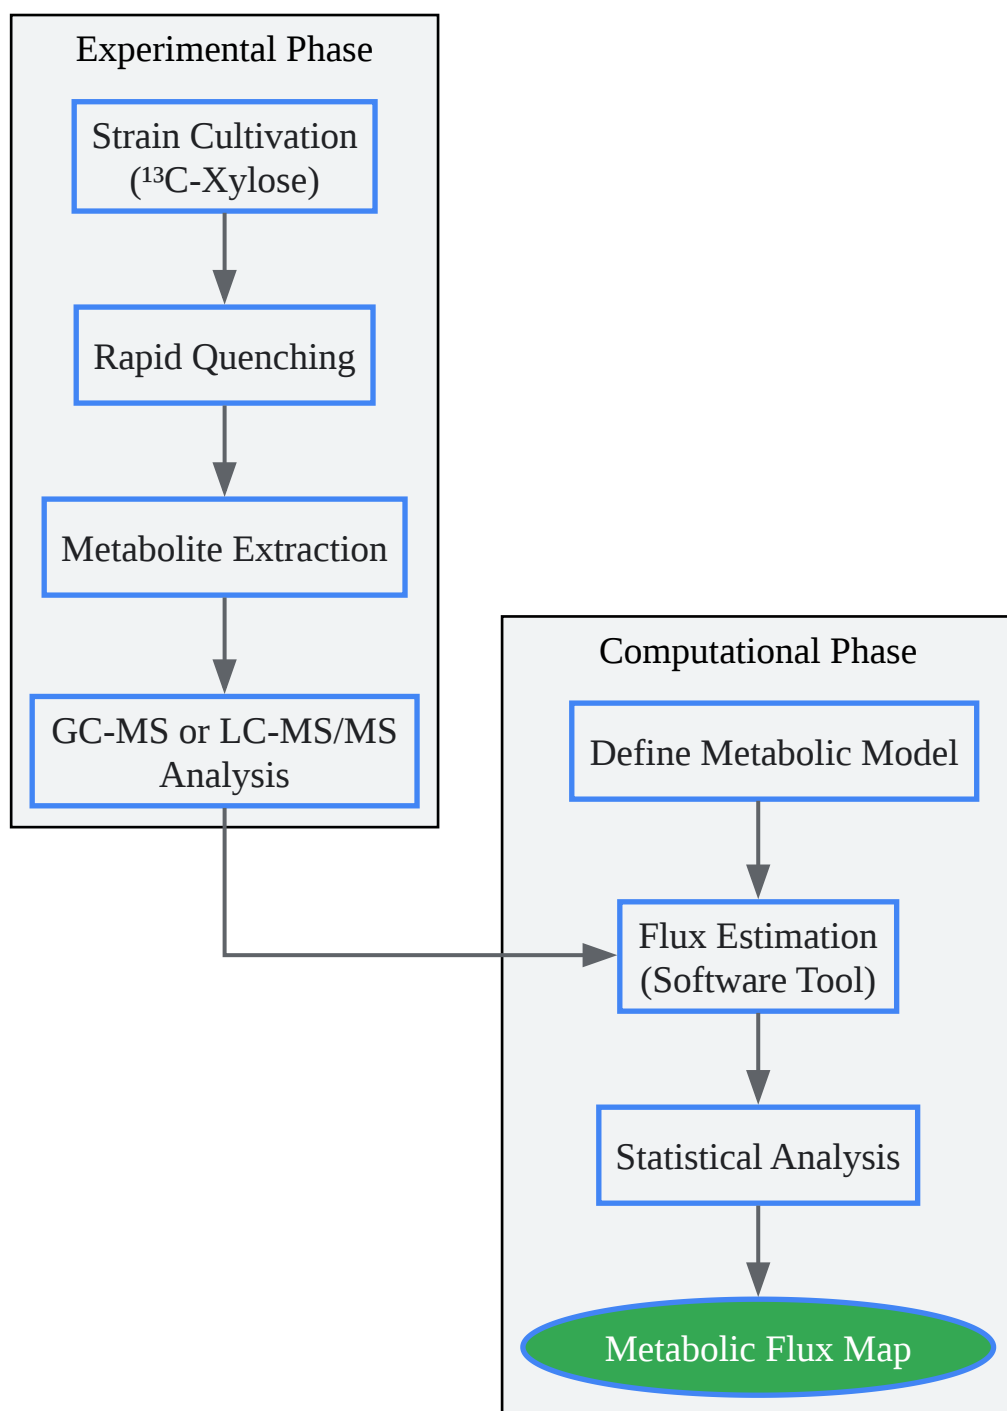 Experimental Phase
Strain Cultivation
(¹³C-Xylose)
Rapid Quenching
Metabolite Extraction
GC-MS or LC-MS/MS
Analysis
Computational Phase
Define Metabolic Model
Flux Estimation
(Software Tool)
Statistical Analysis
Metabolic Flux Map